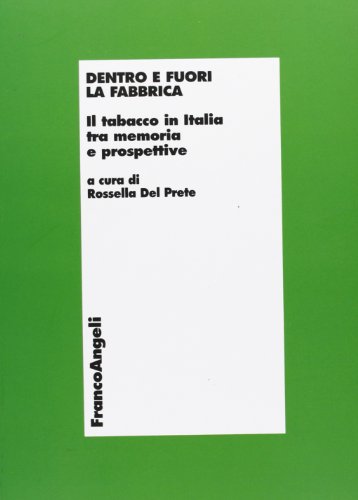 DENTRO E FUORI
LA FABBRICA
Il tabacco in Italia
tra memoria
e prospettive
a cura di
Rossella Del Prete
FrancoAngeli